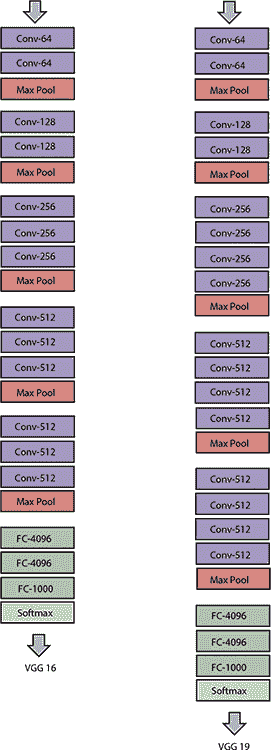 Conv-64
Conv-64
Max Pool
Conv-128
Conv-128
Max Pool
Conv-256
Conv-256
Conv-256
Max Pool
Conv-512
Conv-512
Conv-512
Max Pool
Conv-512
Conv-512
Conv-512
Max Pool
FC-4096
FC-4096
FC-1000
Softmax
VGG 16
Conv-64
Conv-64
Max Pool
Conv-128
Conv-128
Max Pool
Conv-256
Conv-256
Conv-256
Conv-256
Max Pool
Conv-512
Conv-512
Conv-512
Conv-512
Max Pool
Conv-512
Conv-512
Conv-512
Conv-512
Max Pool
FC-4096
FC-4096
FC-1000
Softmax
VGG 19